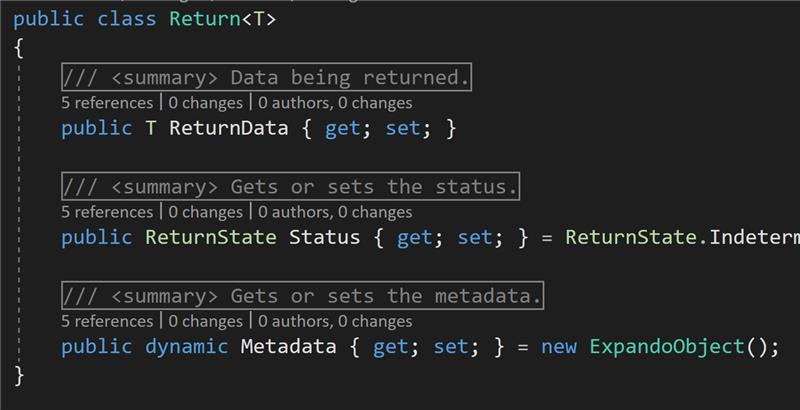 public class Return<T>
{
/// <summary> Data being returned.
5 references | 0 changes | 0 authors, 0 changes
public T ReturnData { get; set; }
/// <summary> Gets or sets the status.
5 references | 0 changes | 0 authors, 0 changes
public ReturnState Status { get; set; } = ReturnState.Indeterm
/// <summary> Gets or sets the metadata.
5 references | 0 changes | 0 authors, 0 changes
public dynamic Metadata { get; set; } = new ExpandoObject();
}